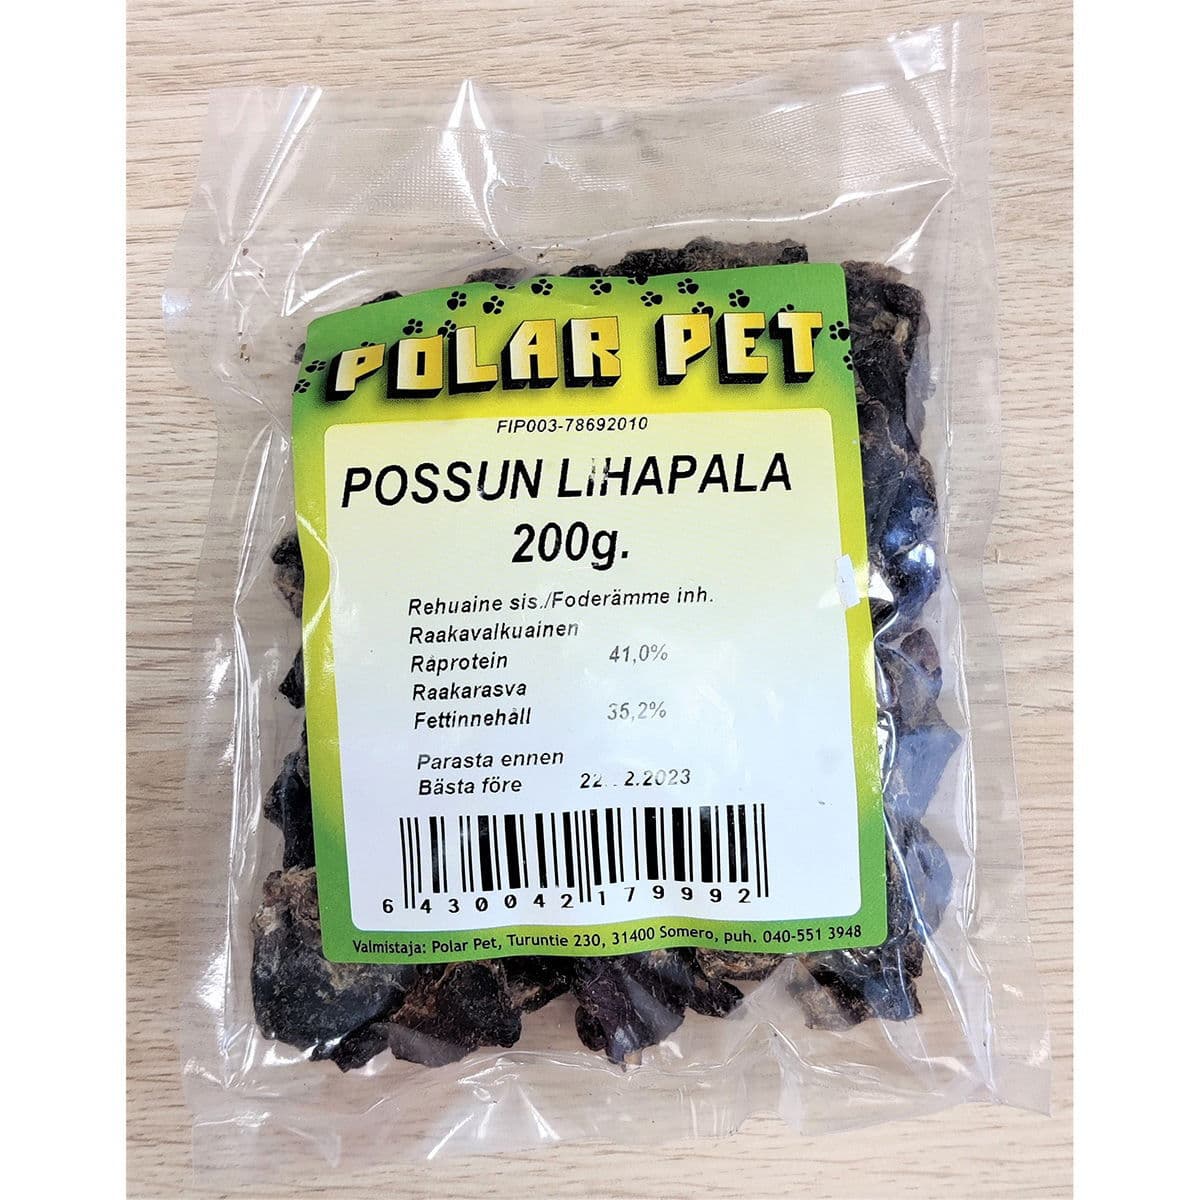 POLAR PET
FIP003-78692010
POSSUN LIHAPALA
200g.
Rehuaine sis./Foderämme inh.
Raakavalkuainen
Råprotein 41,0%
Raakarasva
Fettinnehåll 35,2%
Parasta ennen
Bästa före
6 430042 179992
Valmistaja: Polar Pet, Turuntie 230, 31400 Somero, puh. 040-551 3948